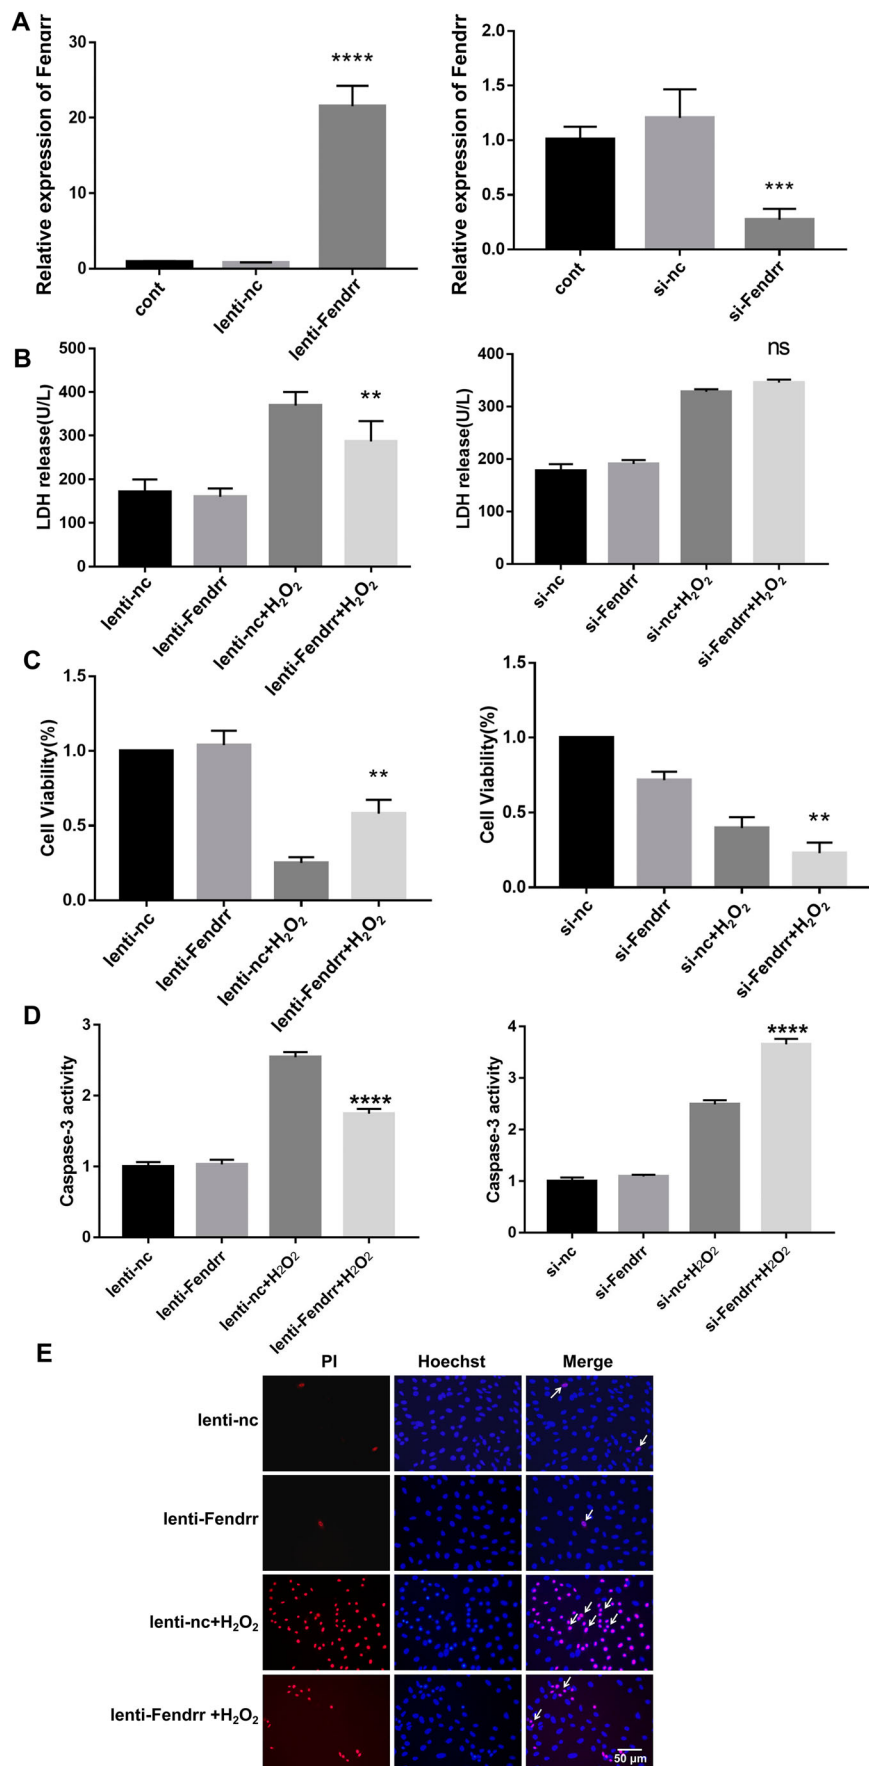 A
Relative expression of Fendrr
30
20
10
0
****
cont
lenti-nc
lenti-Fendrr
Relative expression of Fendrr
2.0
1.5
1.0
0.5
0.0
***
cont
si-nc
si-Fendrr
B
LDH release(U/L)
500
400
300
200
100
0
**
lenti-nc
lenti-Fendrr
lenti-nc+H₂O₂
lenti-Fendrr+H₂O₂
LDH release(U/L)
400
300
200
100
0
ns
si-nc
si-Fendrr
si-nc+H₂O₂
si-Fendrr+H₂O₂
C
Cell Viability(%)
1.5
1.0
0.5
0.0
**
lenti-nc
lenti-Fendrr
lenti-nc+H₂O₂
lenti-Fendrr+H₂O₂
Cell Viability(%)
1.5
1.0
0.5
0.0
**
si-nc
si-Fendrr
si-nc+H₂O₂
si-Fendrr+H₂O₂
D
Caspase-3 activity
3
2
1
0
****
lenti-nc
lenti-Fendrr
lenti-nc+H₂O₂
lenti-Fendrr+H₂O₂
Caspase-3 activity
4
3
2
1
0
****
si-nc
si-Fendrr
si-nc+H₂O₂
si-Fendrr+H₂O₂
E
PI Hoechst Merge
lenti-nc
lenti-Fendrr
lenti-nc+H₂O₂
lenti-Fendrr +H₂O₂
50 µm